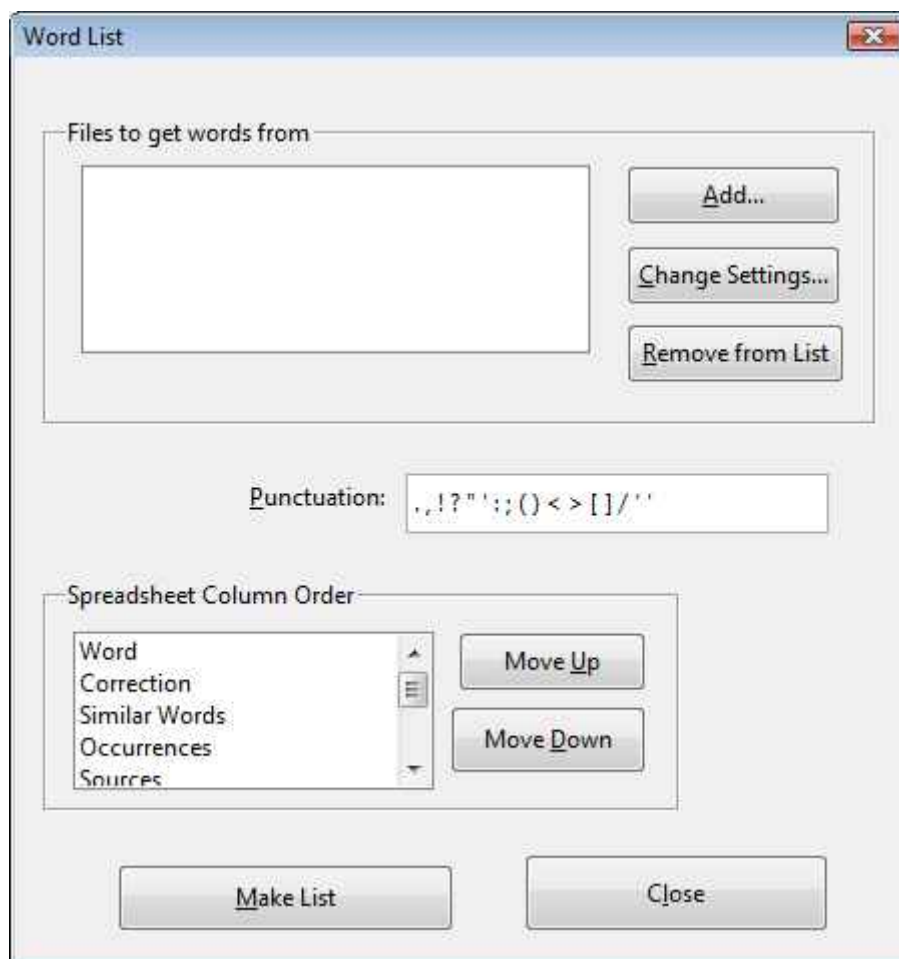 Word List
Files to get words from
Add...
Change Settings...
Remove from List
Punctuation:
.,!?"':;()<>[]/''
Spreadsheet Column Order
Word
Correction
Similar Words
Occurrences
Sources
Move Up
Move Down
Make List
Close